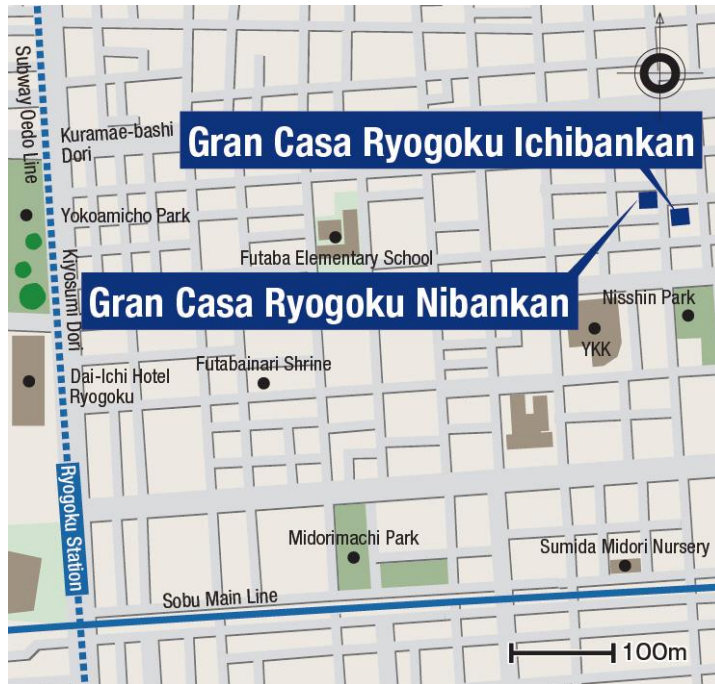 Subway Oedo Line
Kuramae-bashi
Dori
Gran Casa Ryogoku Ichibankan
Yokoamicho Park
Futaba Elementary School
Kiyosumi Dori
Gran Casa Ryogoku Nibankan
Nisshin Park
YKK
Dai-Ichi Hotel
Ryogoku
Futabainari Shrine
Ryogoku Station
Midorimachi Park
Sumida Midori Nursery
Sobu Main Line
100m